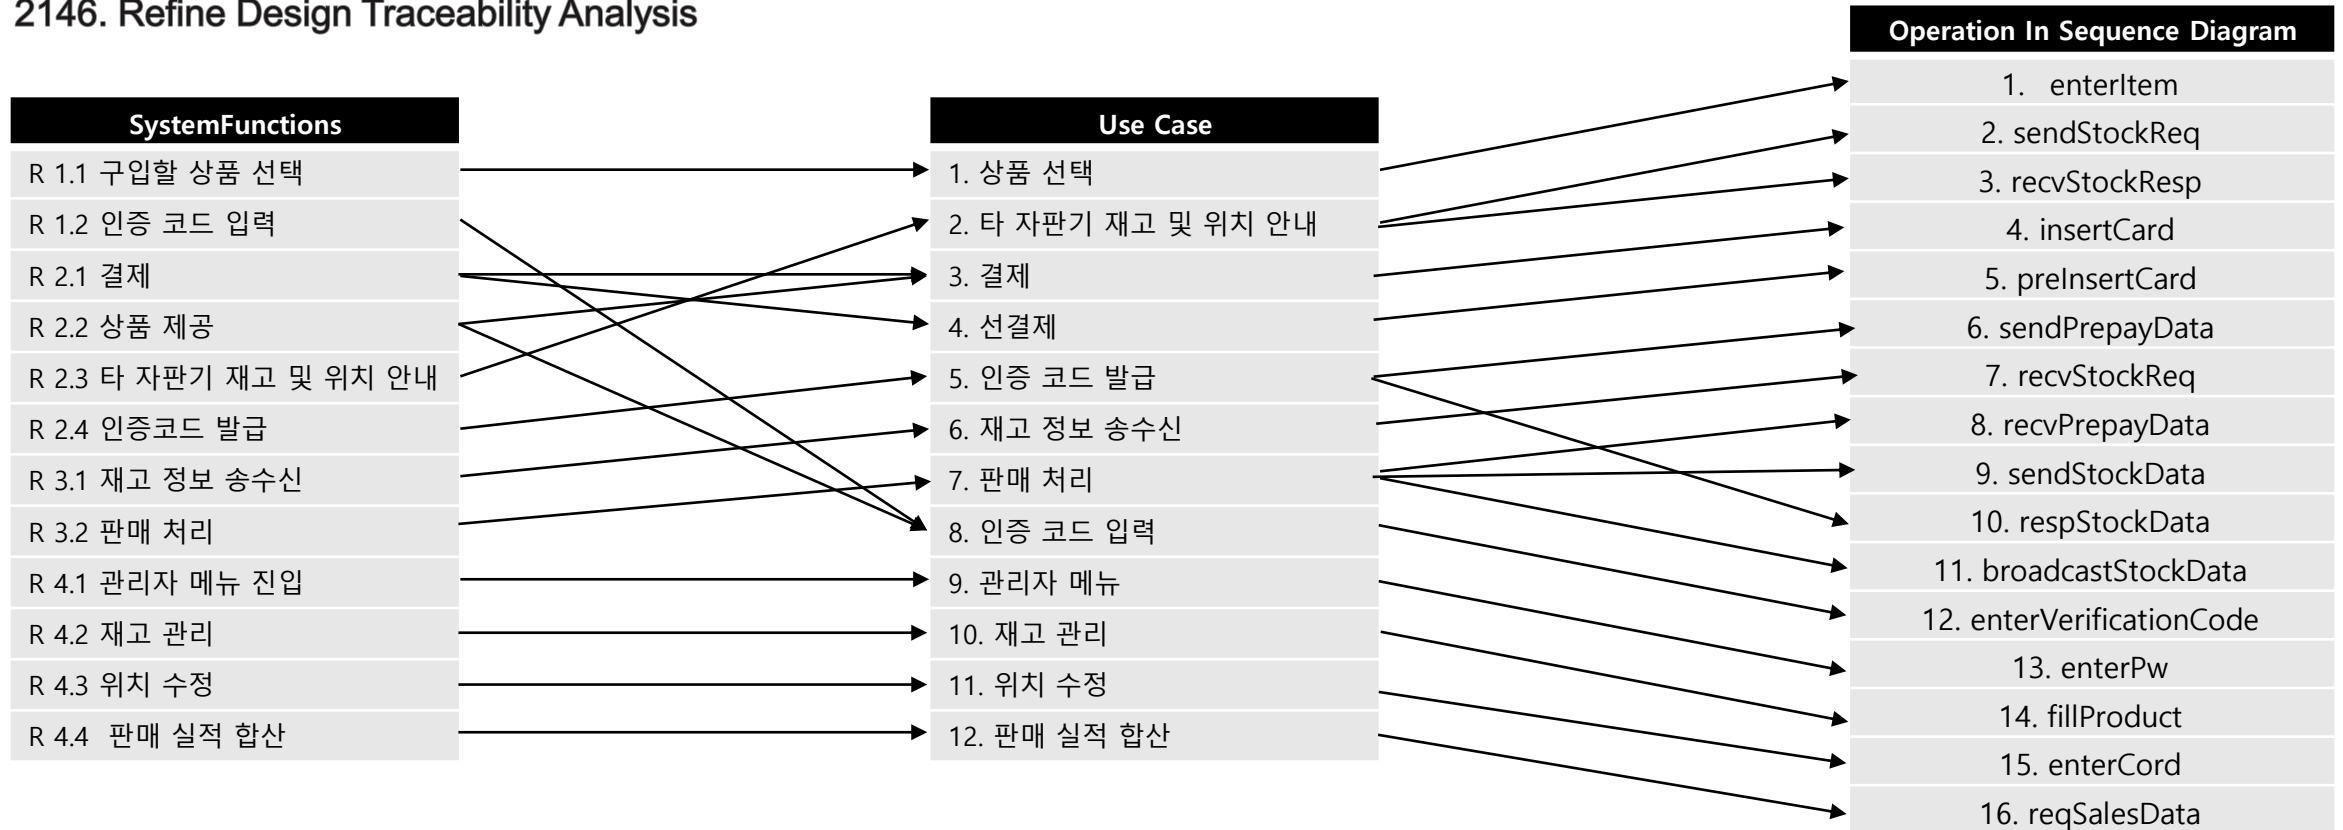 2146. Refine Design Traceability Analysis
SystemFunctions
R 1.1 구입할 상품 선택
R 1.2 인증 코드 입력
R 2.1 결제
R 2.2 상품 제공
R 2.3 타 자판기 재고 및 위치 안내
R 2.4 인증코드 발급
R 3.1 재고 정보 송수신
R 3.2 판매 처리
R 4.1 관리자 메뉴 진입
R 4.2 재고 관리
R 4.3 위치 수정
R 4.4 판매 실적 합산
Use Case
1. 상품 선택
2. 타 자판기 재고 및 위치 안내
3. 결제
4. 선결제
5. 인증 코드 발급
6. 재고 정보 송수신
7. 판매 처리
8. 인증 코드 입력
9. 관리자 메뉴
10. 재고 관리
11. 위치 수정
12. 판매 실적 합산
Operation In Sequence Diagram
1. enterItem
2. sendStockReq
3. recvStockResp
4. insertCard
5. preInsertCard
6. sendPrepayData
7. recvStockReq
8. recvPrepayData
9. sendStockData
10. respStockData
11. broadcastStockData
12. enterVerificationCode
13. enterPw
14. fillProduct
15. enterCord
16. reqSalesData